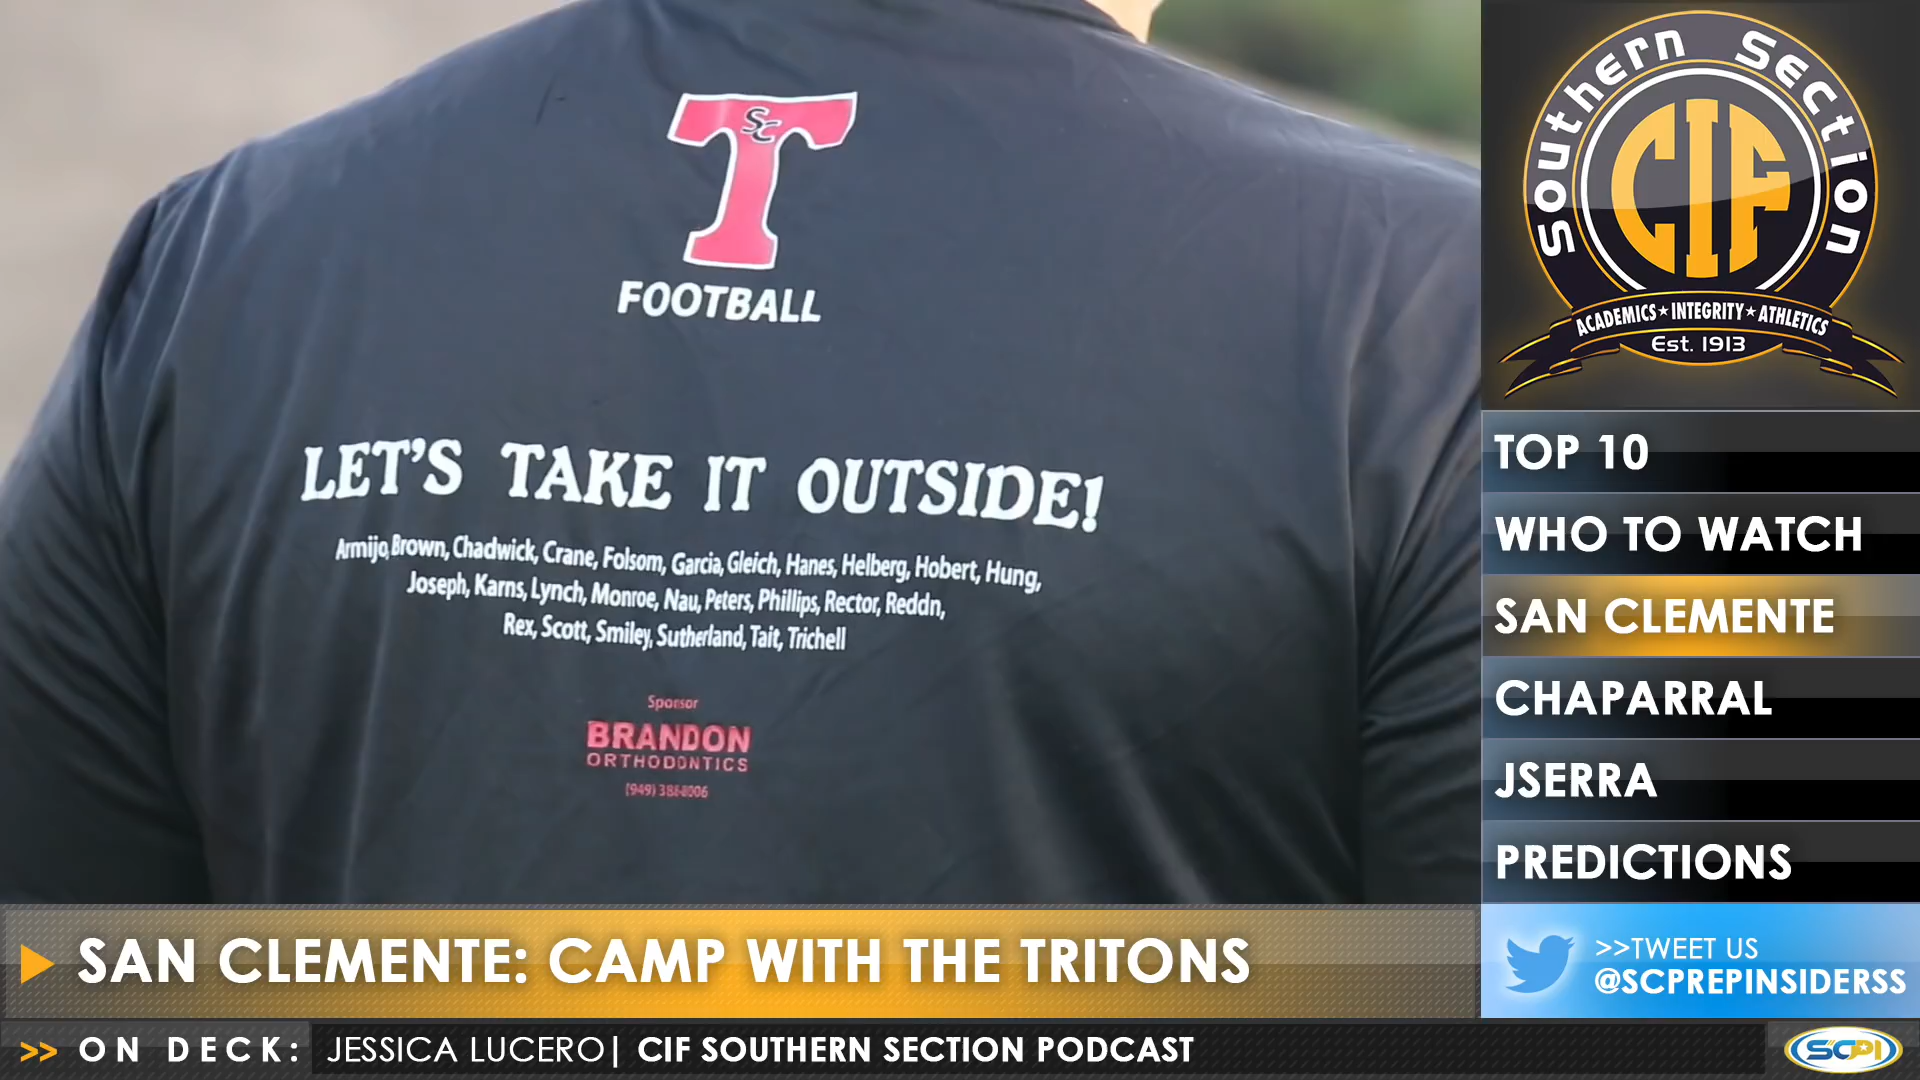 SC
T
FOOTBALL
LET'S TAKE IT OUTSIDE!
Armijo, Brown, Chadwick, Crane, Folsom, Garcia, Gleich, Hanes, Helberg, Hobert, Hung,
Joseph, Karns, Lynch, Monroe, Nau, Peters, Phillips, Rector, Reddn,
Rex, Scott, Smiley, Sutherland, Tait, Trichell
Sponsor
BRANDON
ORTHODONTICS
(949)
Southern Section
CIF
ACADEMICS★INTEGRITY★ATHLETICS
Est. 1913
TOP 10
WHO TO WATCH
SAN CLEMENTE
CHAPARRAL
JSERRA
PREDICTIONS
SAN CLEMENTE: CAMP WITH THE TRITONS
>>TWEET US
@SCPREPINSIDERSS
>> ON DECK: JESSICA LUCERO| CIF SOUTHERN SECTION PODCAST
SCPI